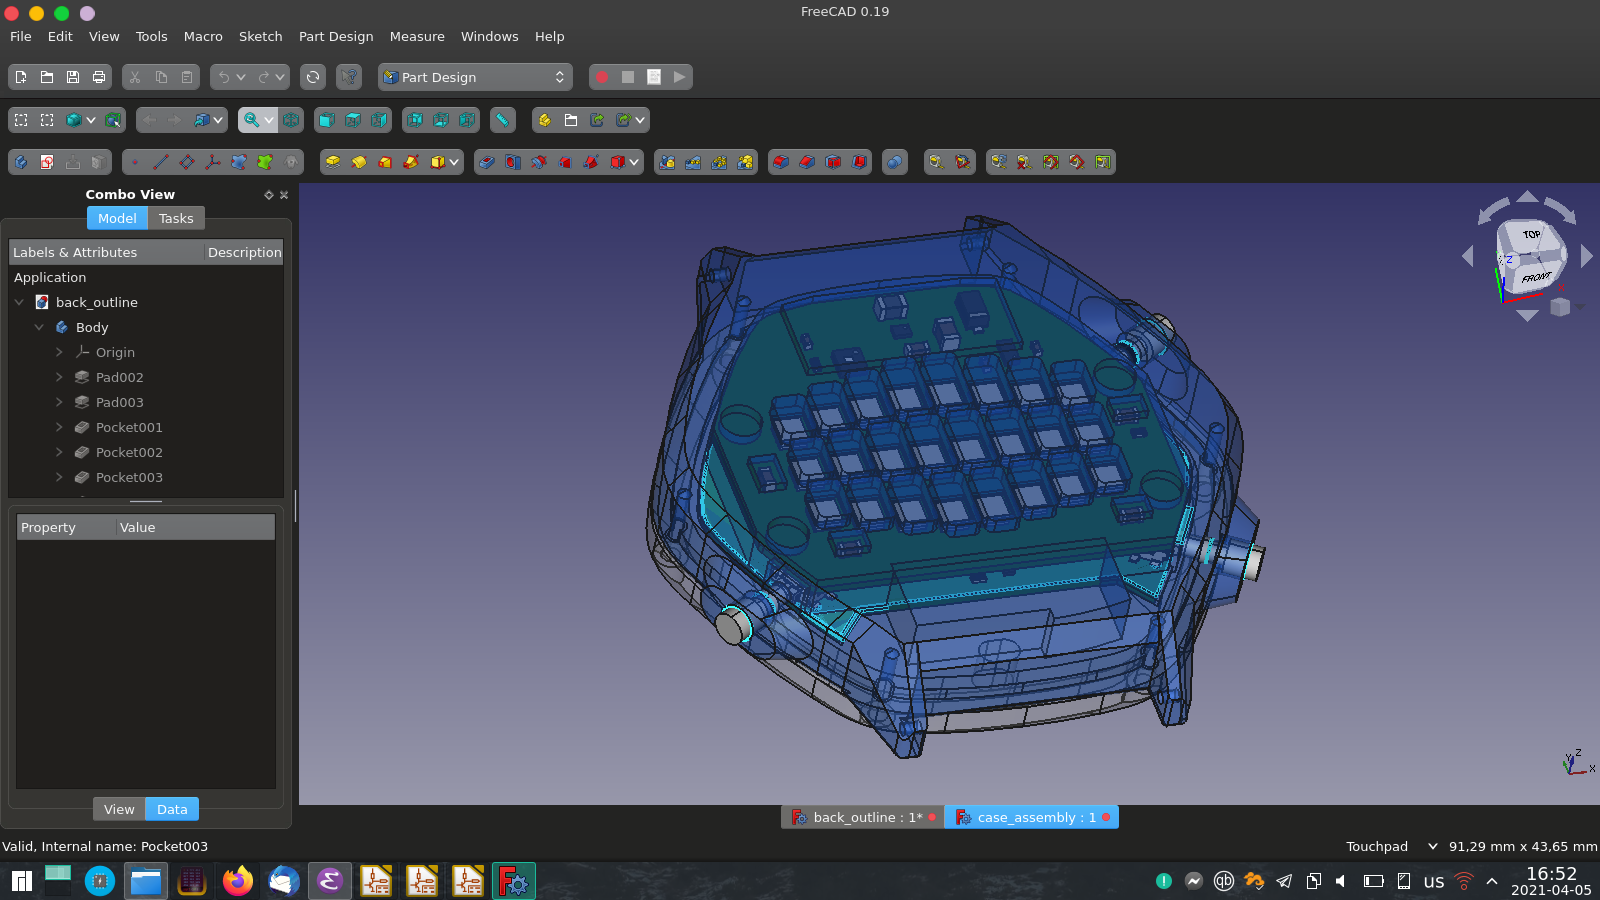 FreeCAD 0.19
File Edit View Tools Macro Sketch Part Design Measure Windows Help
Part Design
Combo View
Model Tasks
Labels & Attributes Description
Application
back_outline
Body
Origin
Pad002
Pad003
Pocket001
Pocket002
Pocket003
Property Value
View Data
TOP
FRONT
Z
Z
Y
X
back_outline : 1*
case_assembly : 1
Valid, Internal name: Pocket003
Touchpad 91,29 mm x 43,65 mm
qb
us
16:52
2021-04-05